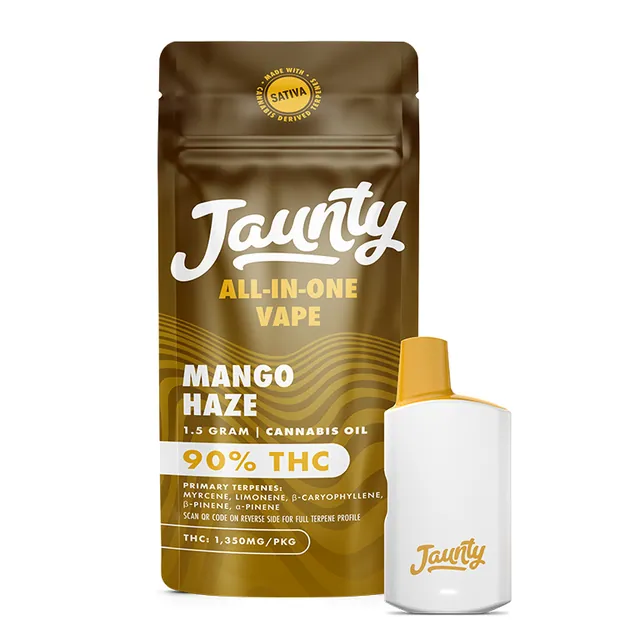 • MADE WITH •
SATIVA
CANNABIS DERIVED TERPENES
Jaunty
ALL-IN-ONE
VAPE
MANGO
HAZE
1.5 GRAM | CANNABIS OIL
90% THC
PRIMARY TERPENES:
MYRCENE, LIMONENE, β-CARYOPHYLLENE,
β-PINENE, α-PINENE
SCAN QR CODE ON REVERSE SIDE FOR FULL TERPENE PROFILE
THC: 1,350MG/PKG
Jaunty